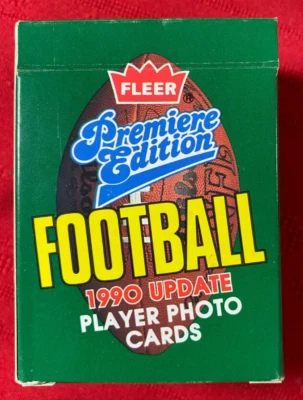 FLEER
Premiere
Edition
FOOTBALL
1990 UPDATE
PLAYER PHOTO
CARDS